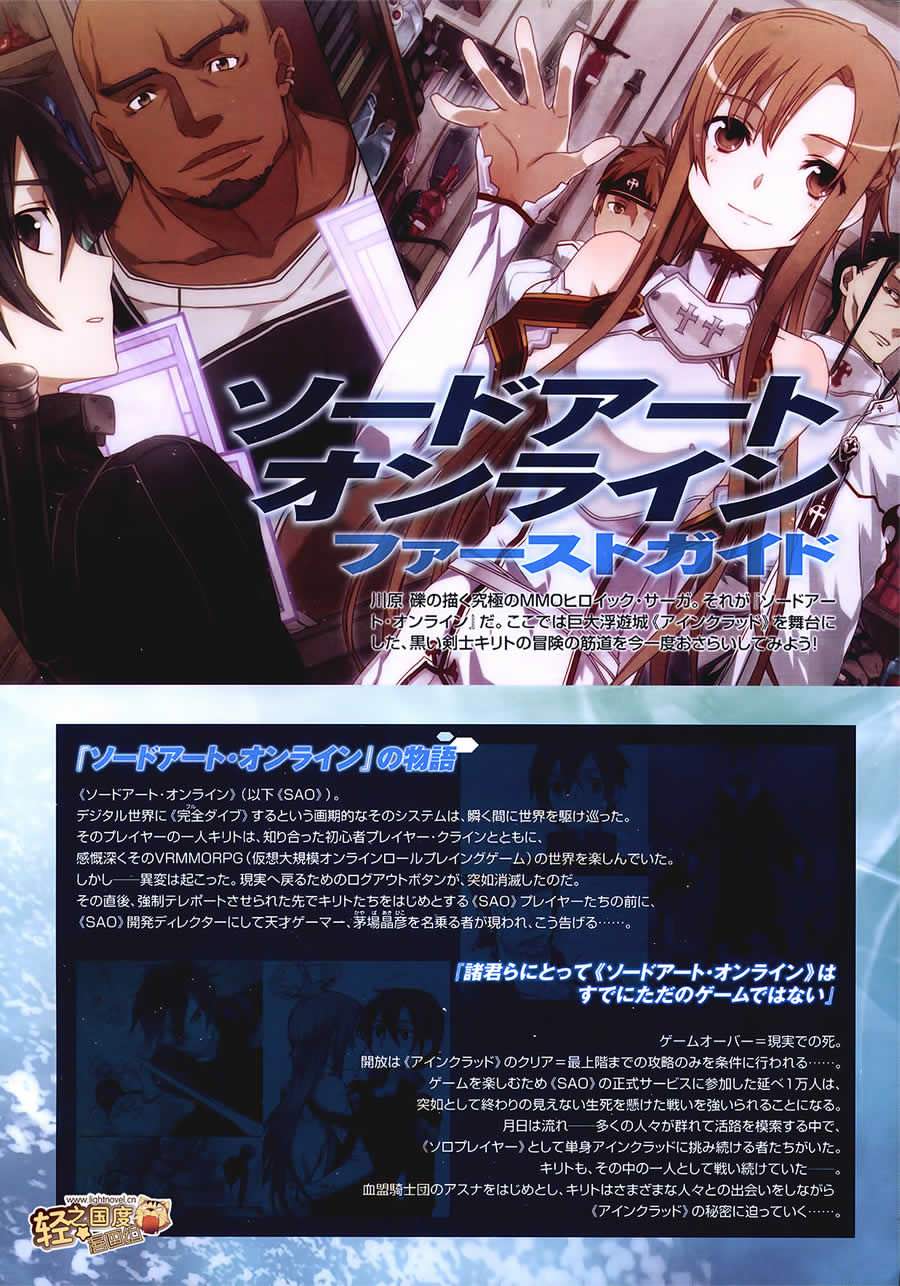 ソードアート
オンライン
ファーストガイド
川原 礫の描く究極のMMOヒロイック・サーガ。それが『ソードアー
ト・オンライン』だ。ここでは巨大浮遊城《アインクラッド》を舞台に
した、黒い剣士キリトの冒険の筋道を今一度おさらいしてみよう!
『ソードアート・オンライン』の物語
《ソードアート・オンライン》(以下《SAO》)。
デジタル世界に《完全ダイブ》するという画期的なそのシステムは、瞬く間に世界を駆け巡った。
そのプレイヤーの一人キリトは、知り合った初心者プレイヤー・クラインとともに、
感慨深くそのVRMMORPG(仮想大規模オンラインロールプレイングゲーム)の世界を楽しんでいた。
しかし──異変は起こった。現実へ戻るためのログアウトボタンが、突如消滅したのだ。
その直後、強制テレポートさせられた先でキリトたちをはじめとする《SAO》プレイヤーたちの前に、
《SAO》開発ディレクターにして天才ゲーマー、茅場晶彦を名乗る者が現われ、こう告げる……。
『諸君らにとって《ソードアート・オンライン》は
すでにただのゲームではない』
ゲームオーバー=現実での死。
開放は《アインクラッド》のクリア=最上階までの攻略のみを条件に行われる……。
ゲームを楽しむため《SAO》の正式サービスに参加した延べ1万人は、
突如として終わりの見えない生死を懸けた戦いを強いられることになる。
月日は流れ──多くの人々が群れて活路を模索する中で、
《ソロプレイヤー》として単身アインクラッドに挑み続ける者たちがいた。
キリトも、その中の一人として戦い続けていた──。
血盟騎士団のアスナをはじめとし、キリトはさまざまな人々との出会いをしながら
《アインクラッド》の秘密に迫っていく……。
www.lightnovel.cn
轻之国度